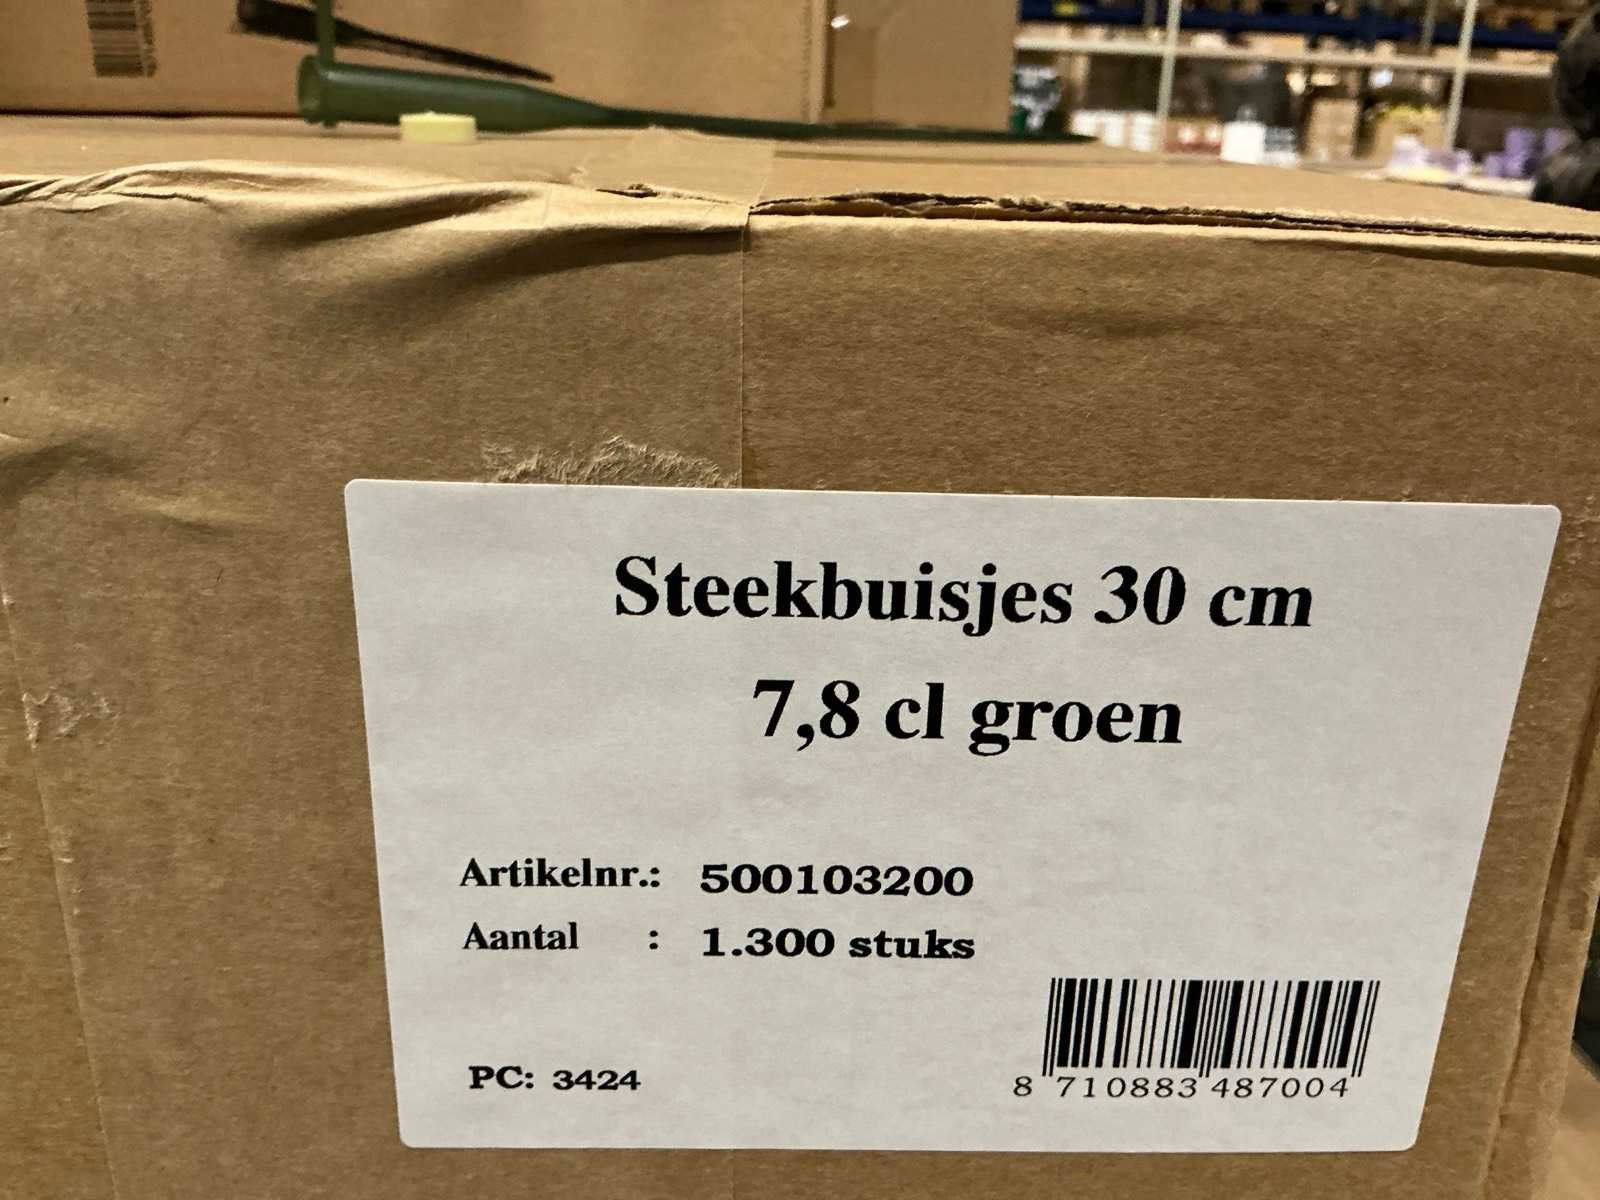 Steekbuisjes 30 cm
7,8 cl groen
Artikelnr.: 500103200
Aantal : 1.300 stuks
PC: 3424
8 710883 487004